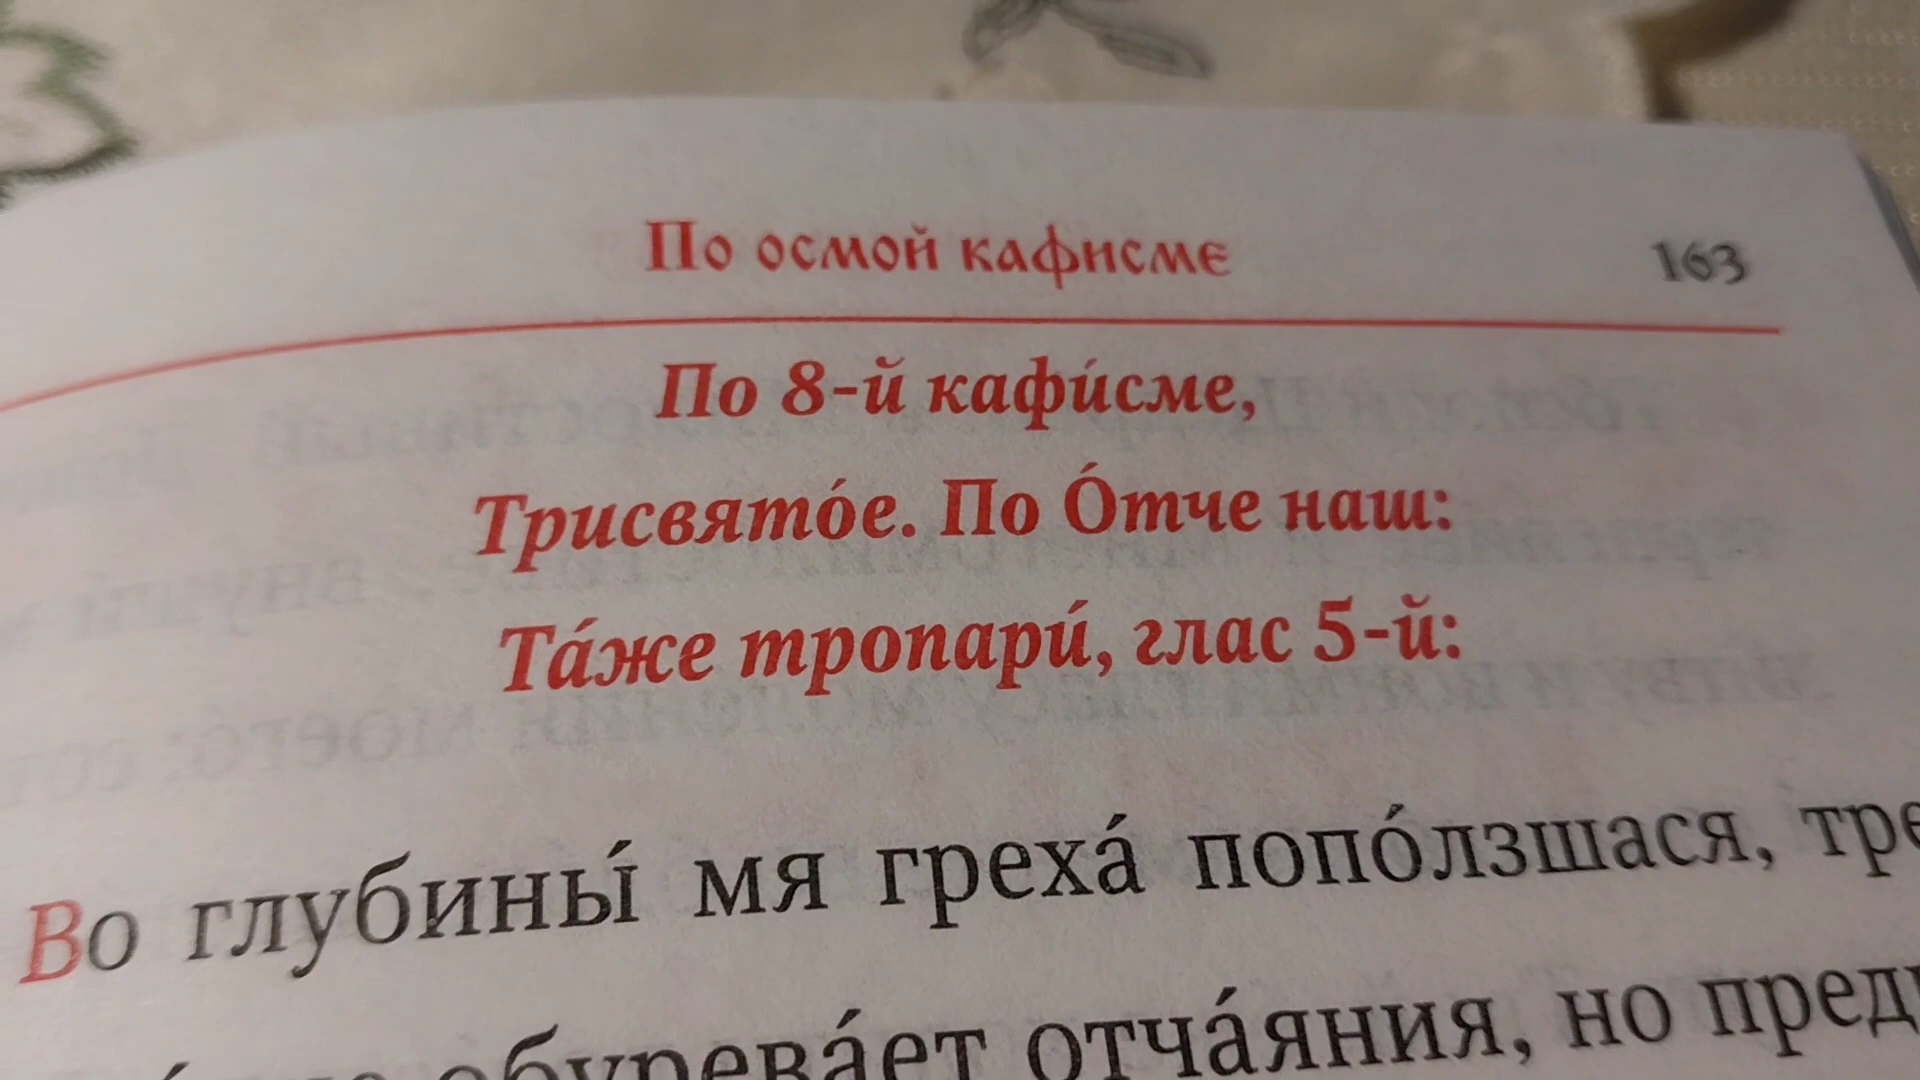 По осмой кафисме 163
По 8-й кафи́сме,
Трисвято́е. По О́тче наш:
Та́же тропари́, глас 5-й:
Во глубины́ мя греха́ попо́лзшася,
обурева́ет отча́яния, но